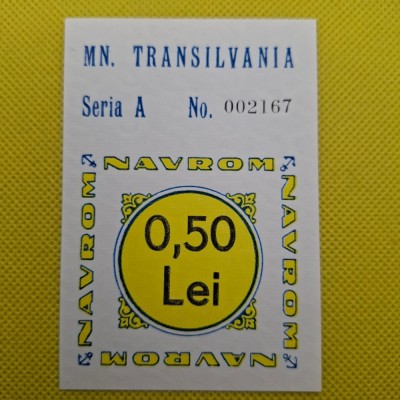 MN. TRANSILVANIA
Seria A No. 002167
NAVROM
NAVROM
NAVROM
0,50
Lei
NAVROM